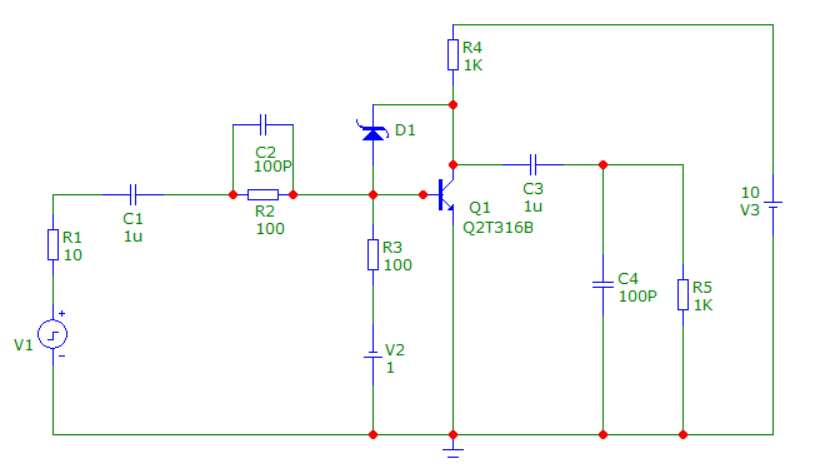 R4
1K
D1
C2
100P
C1
1u
R2
100
R1
10
C3
1u
Q1
Q2T316B
10
V3
R3
100
C4
100P
R5
1K
+
V1
−
V2
1